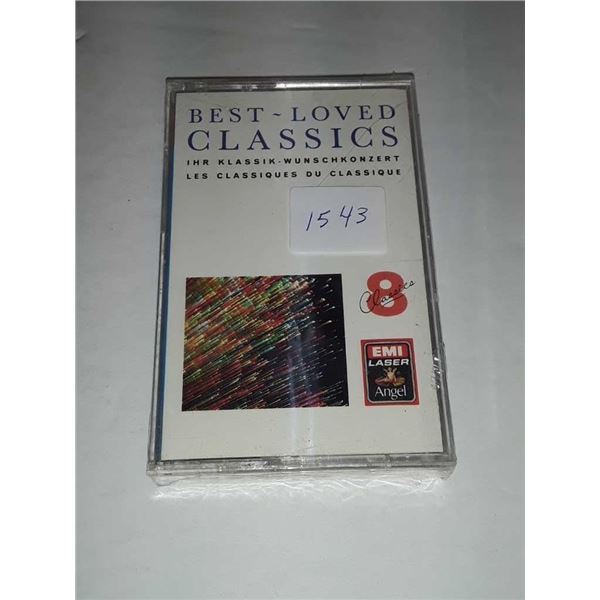 BEST ~ LOVED
CLASSICS
IHR KLASSIK-WUNSCHKONZERT
LES CLASSIQUES DU CLASSIQUE
1543
8
Classics
EMI
LASER
Angel